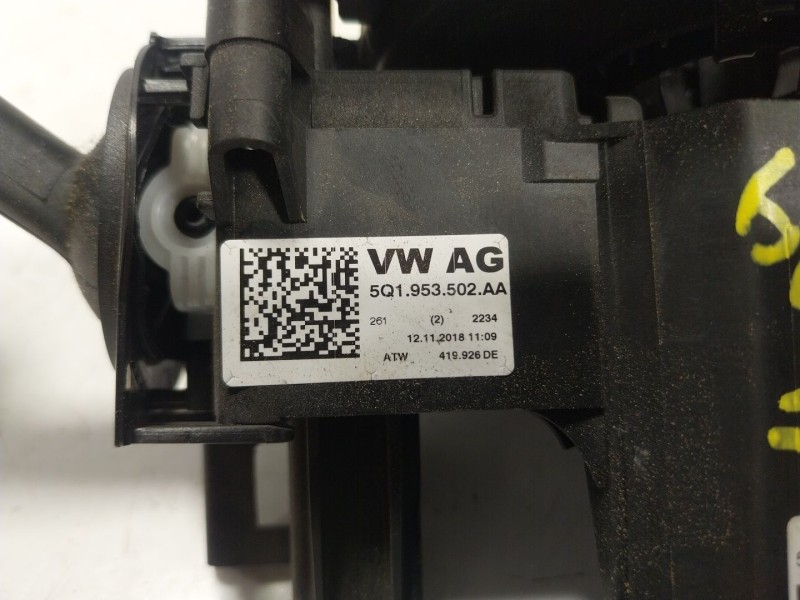 VW AG
5Q1.953.502.AA
261 (2) 2234
12.11.2018 11:09
ATW 419.926 DE